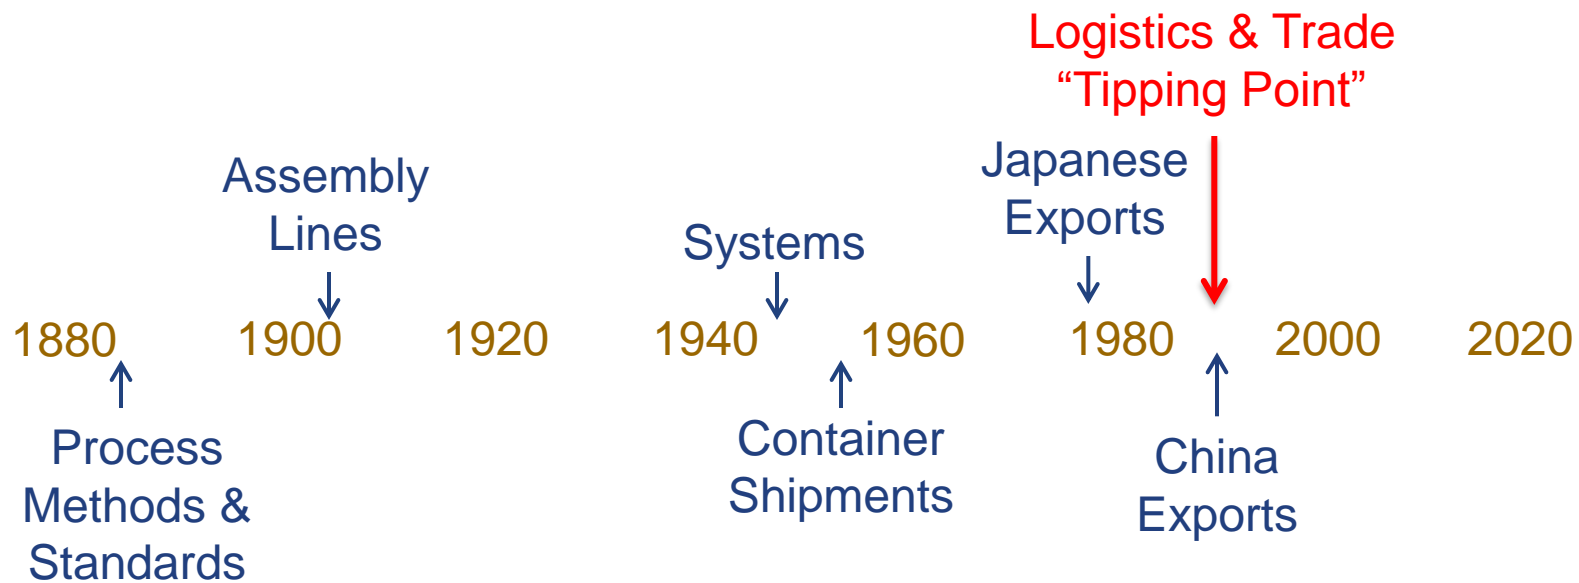 Logistics & Trade
“Tipping Point”
Japanese
Exports
Assembly
Lines
Systems
1880 1900 1920 1940 1960 1980 2000 2020
Process
Methods &
Standards
Container
Shipments
China
Exports